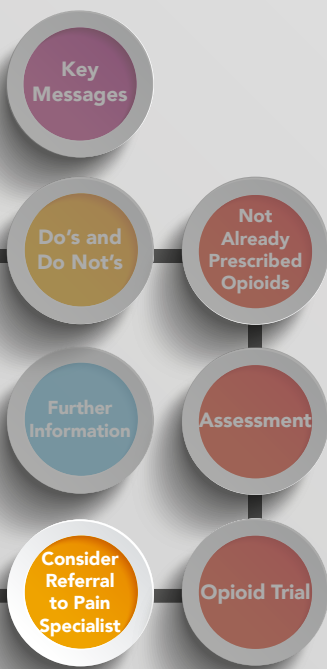 Key
Messages
Do's and
Do Not's
Not
Already
Prescribed
Opioids
Further
Information
Assessment
Consider
Referral
to Pain
Specialist
Opioid Trial